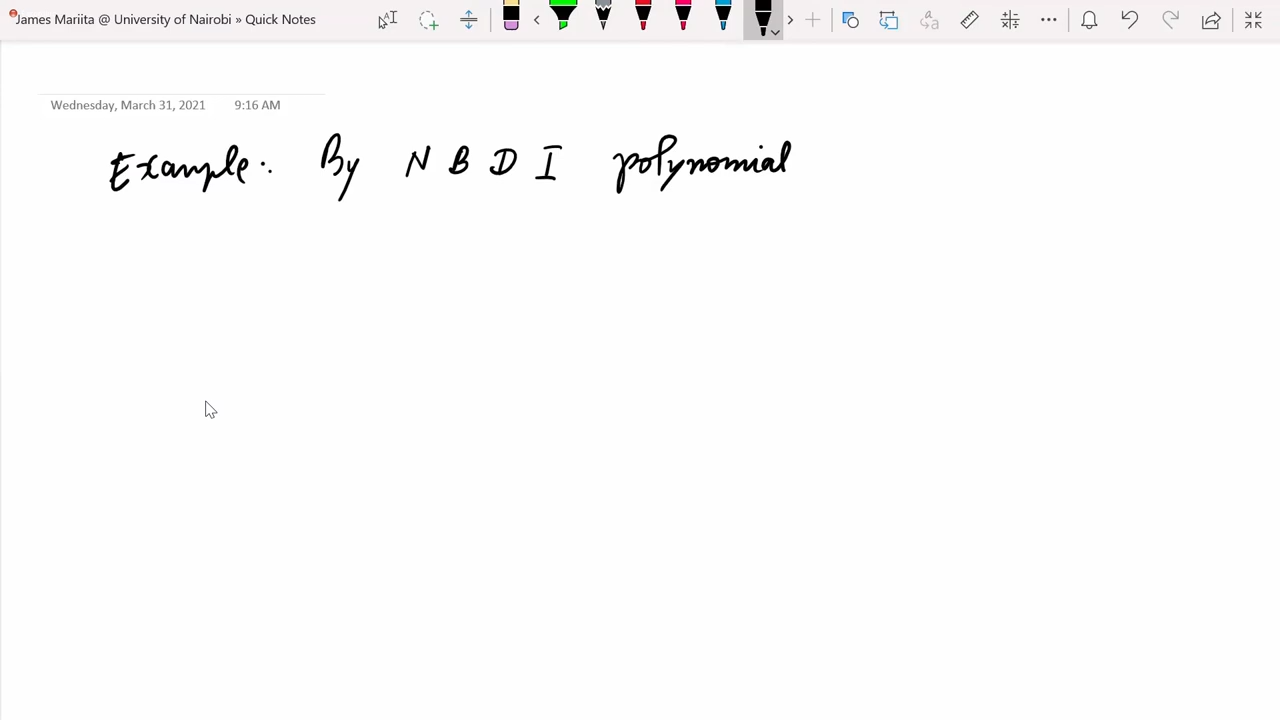 James Mariita @ University of Nairobi » Quick Notes
Wednesday, March 31, 2021 9:16 AM
Example:. By N B D I polynomial